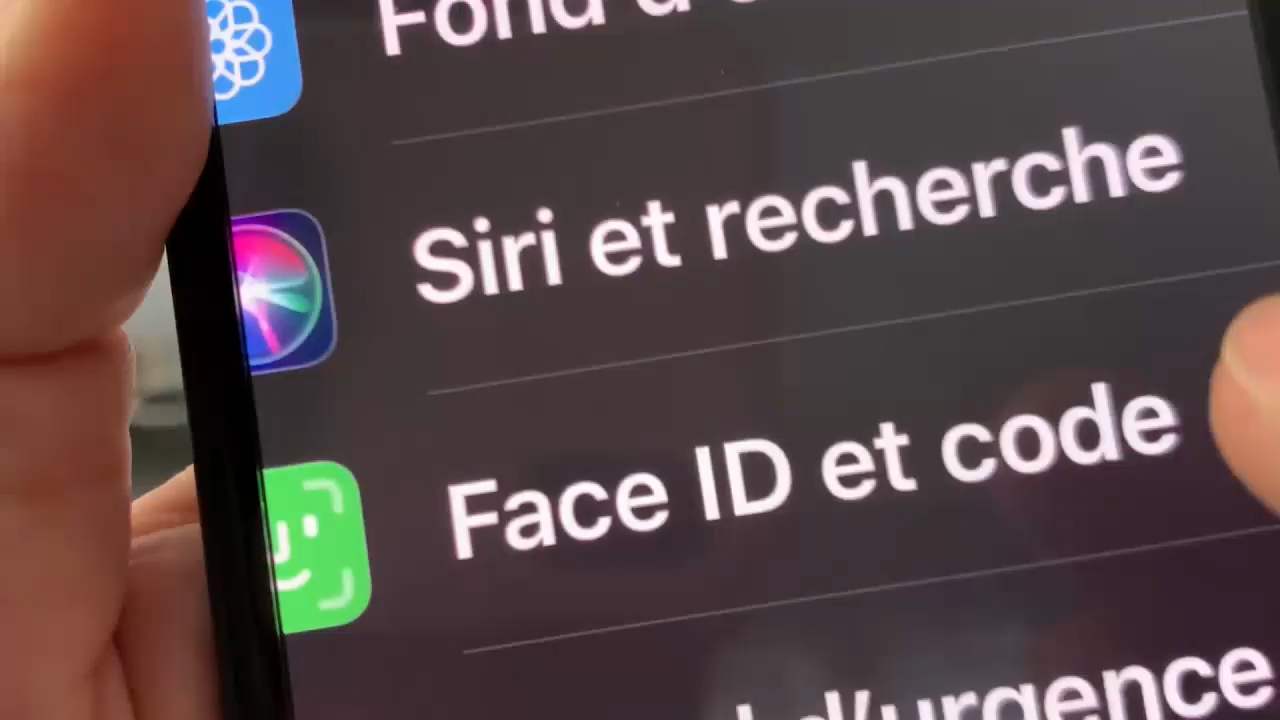 Fond d'
Siri et recherche
Face ID et code
d'urgence